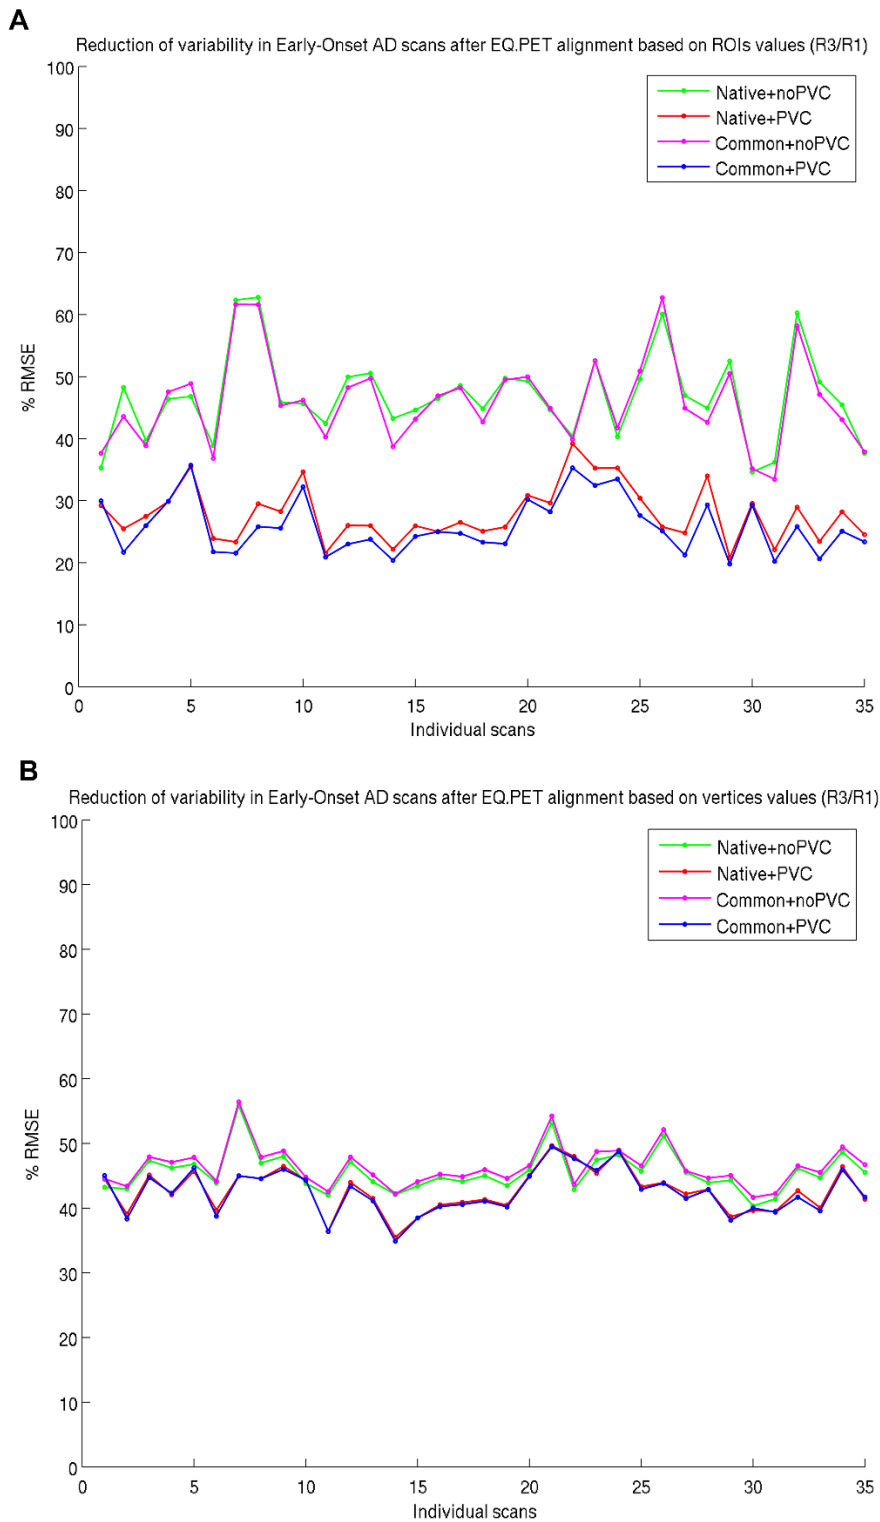 A
Reduction of variability in Early-Onset AD scans after EQ.PET alignment based on ROIs values (R3/R1)
100
90
80
70
60
50
40
30
20
10
0
% RMSE
Native+noPVC
Native+PVC
Common+noPVC
Common+PVC
0 5 10 15 20 25 30 35
Individual scans
B
Reduction of variability in Early-Onset AD scans after EQ.PET alignment based on vertices values (R3/R1)
100
90
80
70
60
50
40
30
20
10
0
% RMSE
Native+noPVC
Native+PVC
Common+noPVC
Common+PVC
0 5 10 15 20 25 30 35
Individual scans